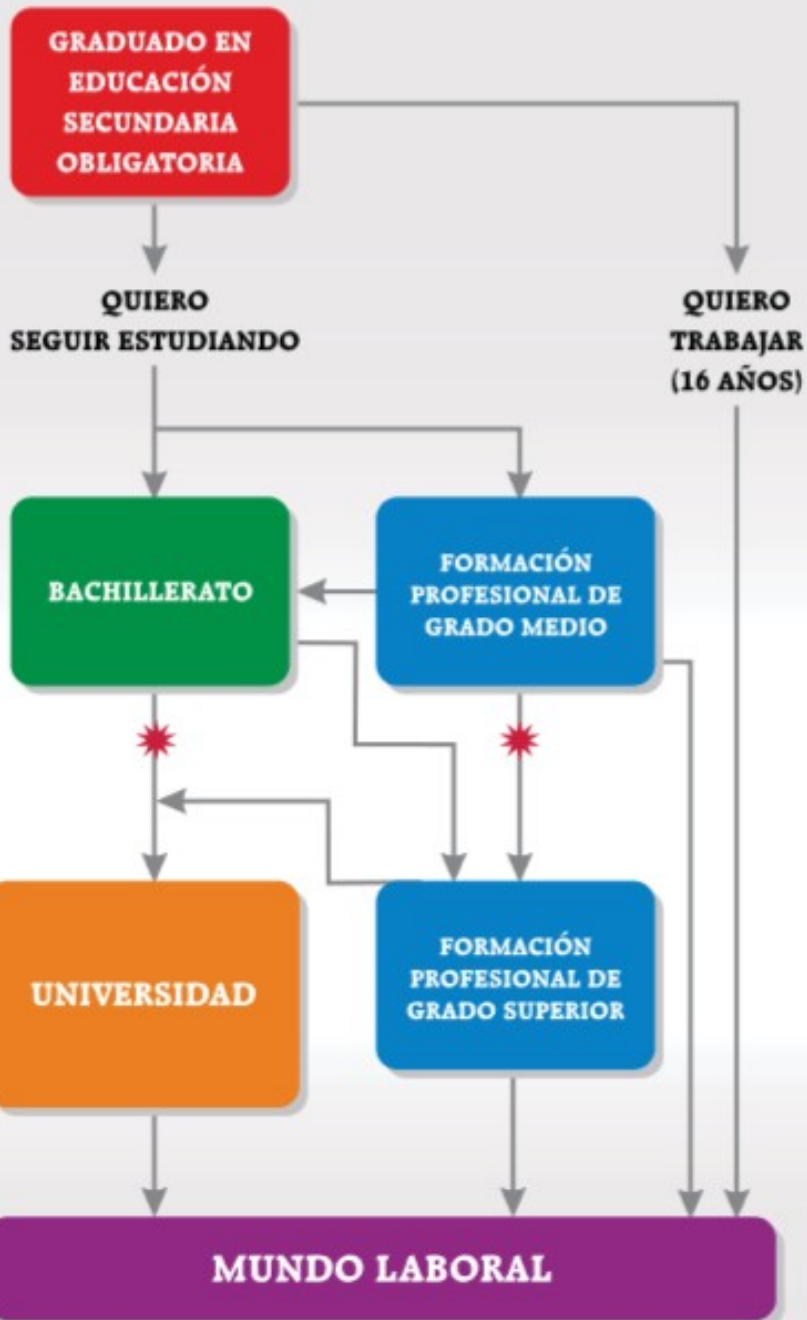 GRADUADO EN
EDUCACIÓN
SECUNDARIA
OBLIGATORIA
QUIERO
SEGUIR ESTUDIANDO
QUIERO
TRABAJAR
(16 AÑOS)
BACHILLERATO
FORMACIÓN
PROFESIONAL DE
GRADO MEDIO
UNIVERSIDAD
FORMACIÓN
PROFESIONAL DE
GRADO SUPERIOR
MUNDO LABORAL